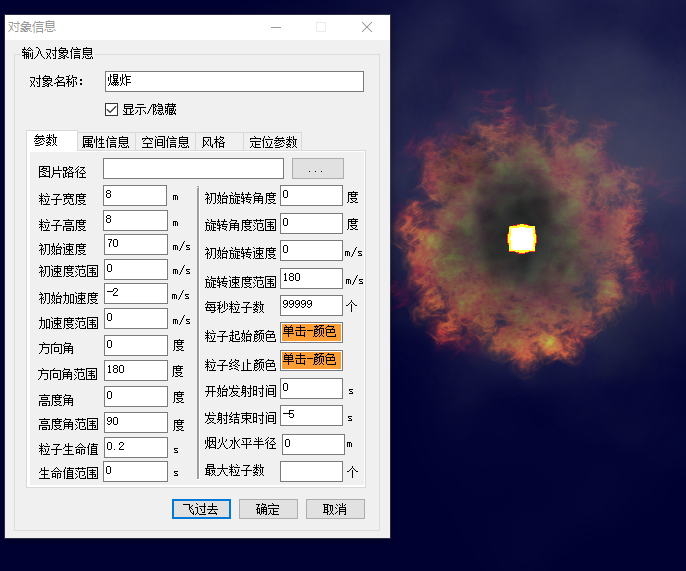 对象信息
输入对象信息
对象名称: 爆炸
显示/隐藏
参数 属性信息 空间信息 风格 定位参数
图片路径 ...
粒子宽度 8 m 初始旋转角度 0 度
粒子高度 8 m 旋转角度范围 0 度
初始速度 70 m/s 初始旋转速度 0 m/s
初速度范围 0 m/s 旋转速度范围 180 m/s
初始加速度 -2 m/s 每秒粒子数 99999 个
加速度范围 0 m/s 粒子起始颜色 单击-颜色
方向角 0 度 粒子终止颜色 单击-颜色
方向角范围 180 度 开始发射时间 0 s
高度角 0 度 发射结束时间 -5 s
高度角范围 90 度 烟火水平半径 0 m
粒子生命值 0.2 s 最大粒子数 个
生命值范围 0 s
飞过去 确定 取消